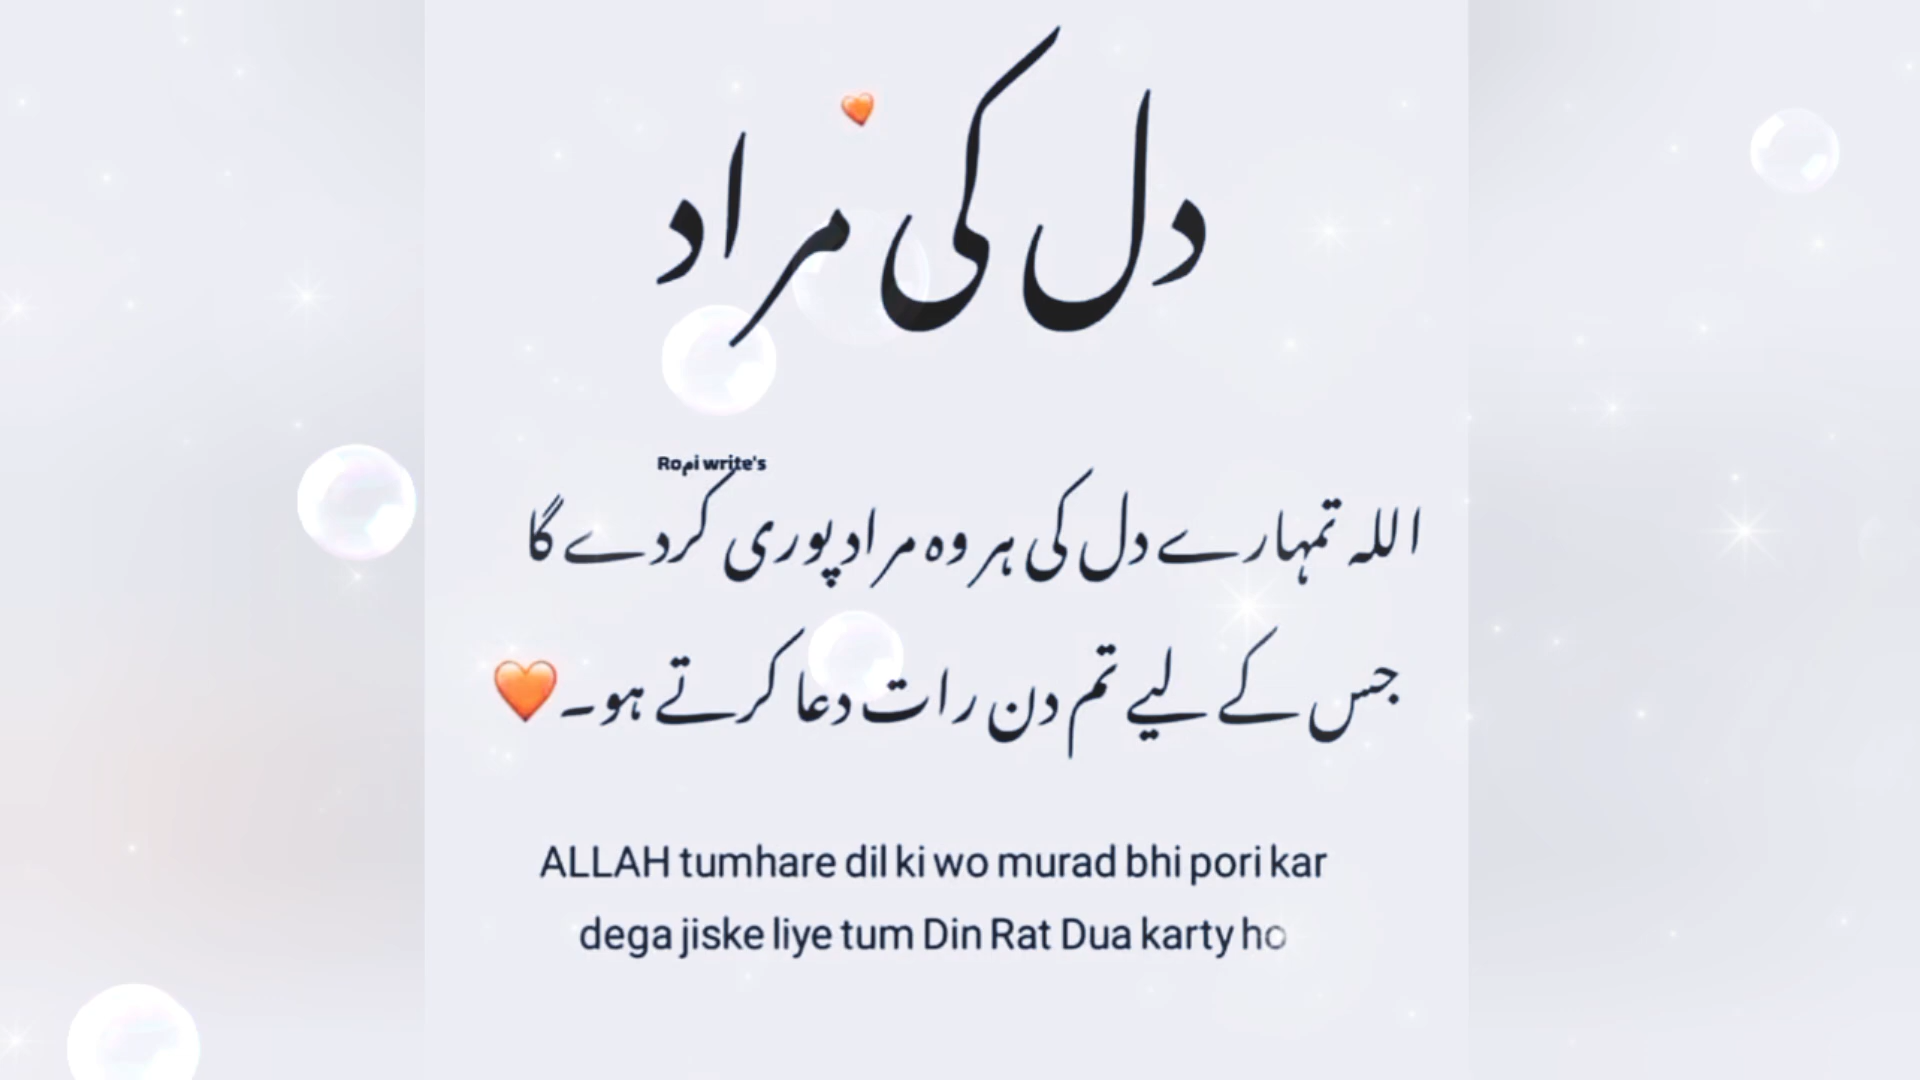 دل کی مراد
Romi write's
اللہ تمہارے دل کی ہر وہ مراد پوری کردے گا
جس کے لیے تم دن رات دعا کرتے ہو۔
ALLAH tumhare dil ki wo murad bhi pori kar
dega jiske liye tum Din Rat Dua karty ho